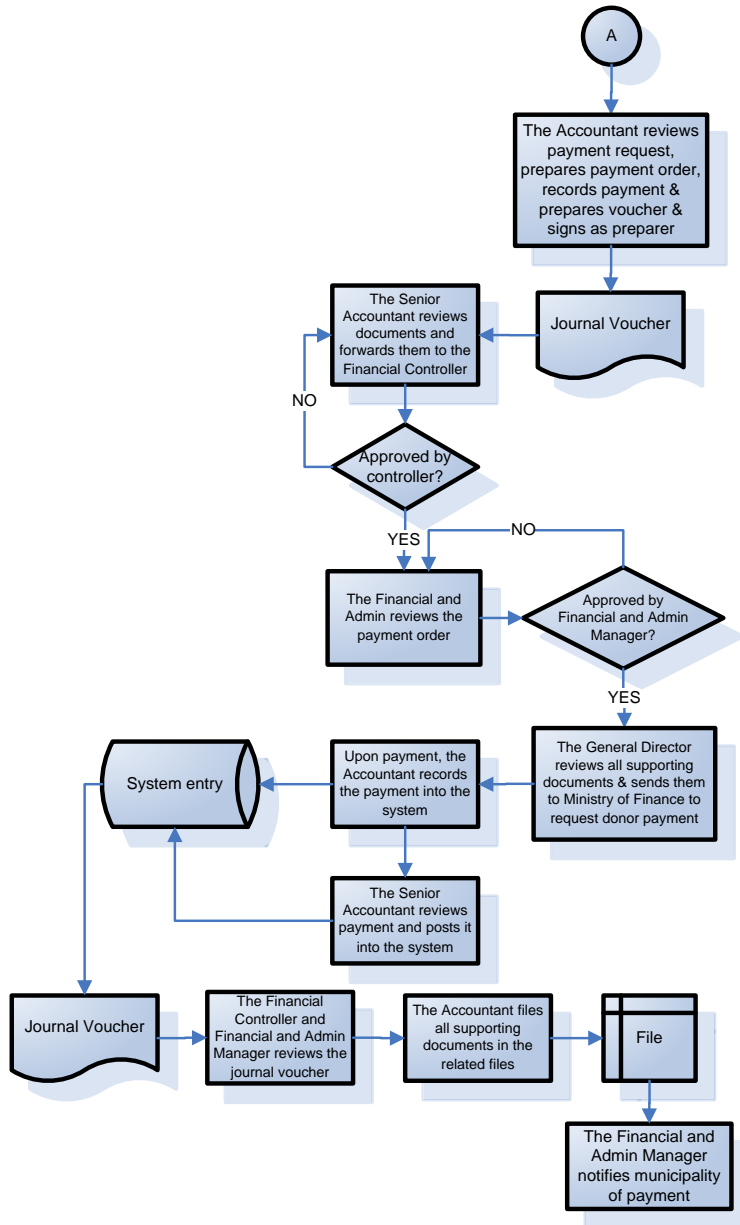 A
The Accountant reviews
payment request,
prepares payment order,
records payment &
prepares voucher &
signs as preparer
Journal Voucher
The Senior
Accountant reviews
documents and
forwards them to the
Financial Controller
NO
Approved by
controller?
YES
NO
The Financial and
Admin reviews the
payment order
Approved by
Financial and Admin
Manager?
YES
The General Director
reviews all supporting
documents & sends them
to Ministry of Finance to
request donor payment
Upon payment, the
Accountant records
the payment into the
system
System entry
The Senior
Accountant reviews
payment and posts it
into the system
Journal Voucher
The Financial
Controller and
Financial and Admin
Manager reviews the
journal voucher
The Accountant files
all supporting
documents in the
related files
File
The Financial and
Admin Manager
notifies municipality
of payment